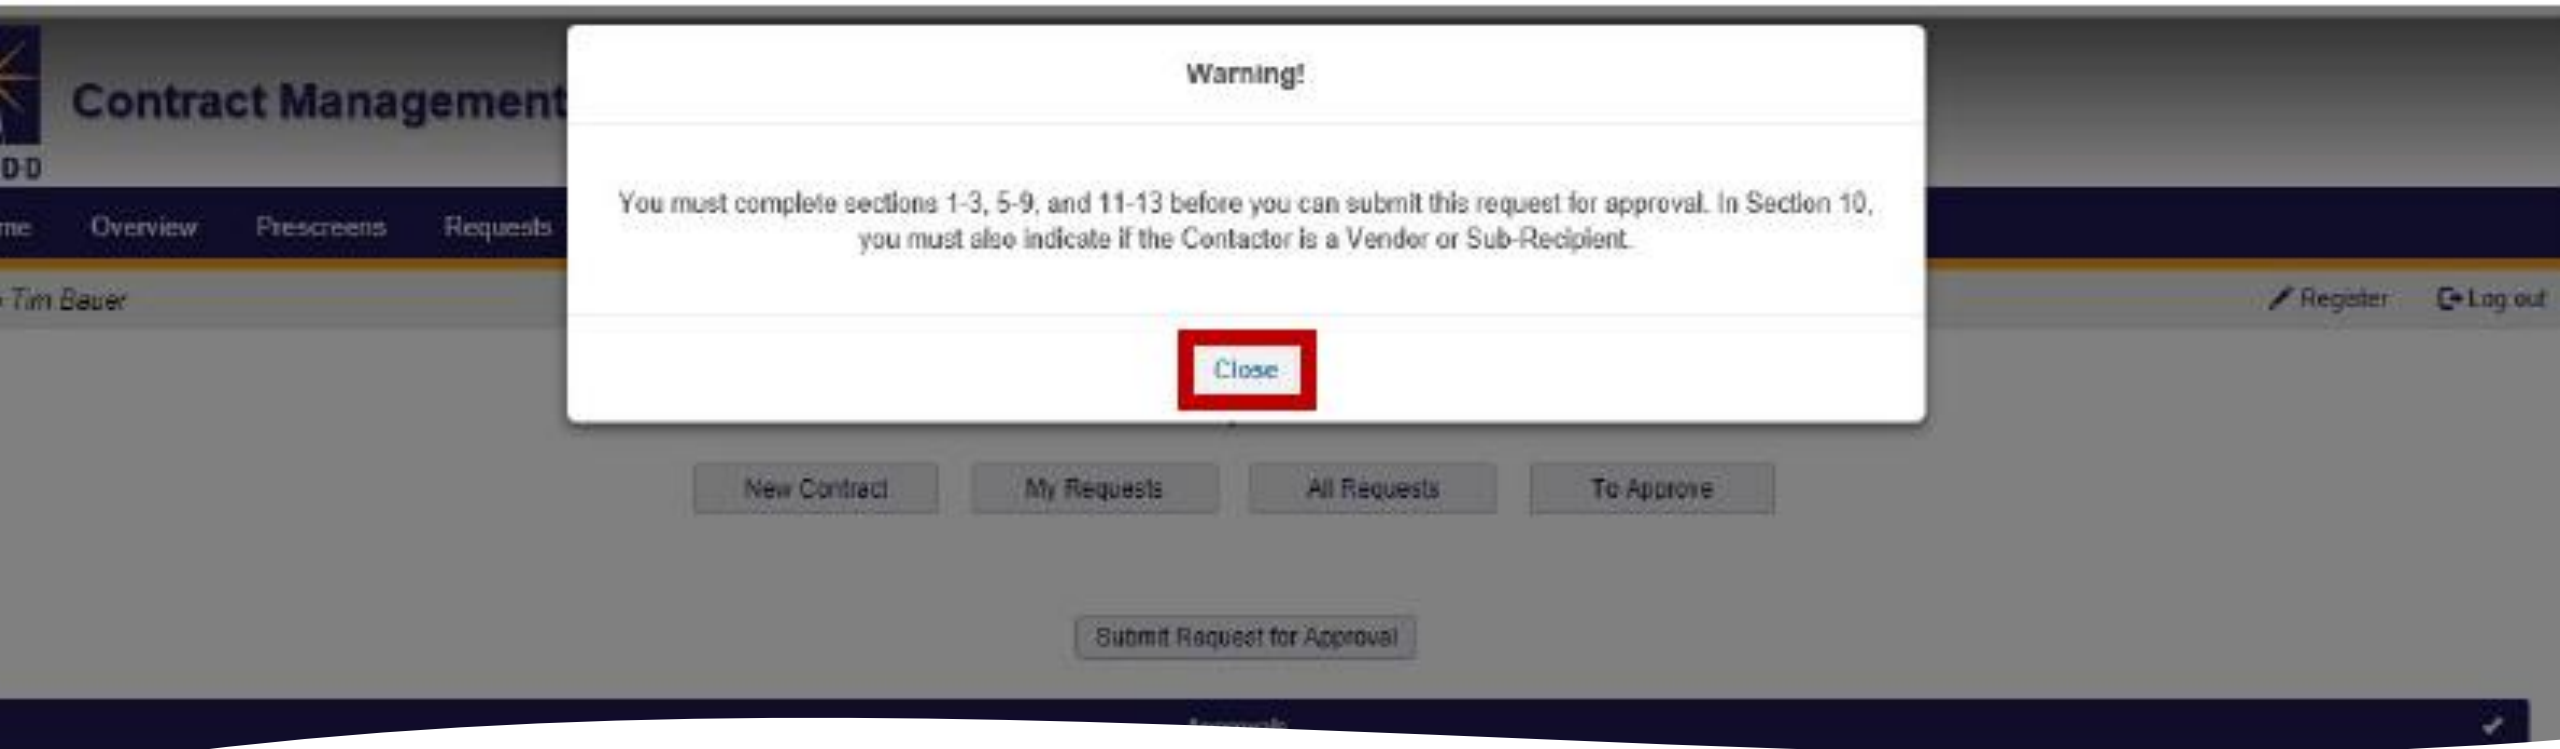 Warning!
Contract Management
D·D
You must complete sections 1-3, 5-9, and 11-13 before you can submit this request for approval. In Section 10,
you must also indicate if the Contactor is a Vendor or Sub-Recipient.
me Overview Prescreens Requests
Tim Bauer Register Log out
Close
New Contract My Requests All Requests To Approve
Submit Request for Approval
Approvals